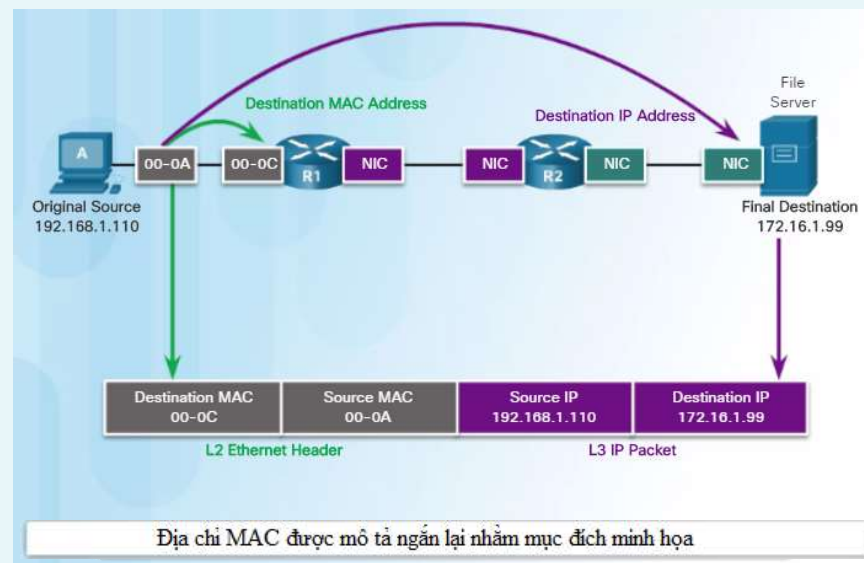 File
Server
Destination MAC Address
Destination IP Address
A
00-0A
00-0C
R1
NIC
NIC
R2
NIC
NIC
Original Source
192.168.1.110
Final Destination
172.16.1.99
Destination MAC
00-0C
Source MAC
00-0A
Source IP
192.168.1.110
Destination IP
172.16.1.99
L2 Ethernet Header
L3 IP Packet
Địa chỉ MAC được mô tả ngắn lại nhằm mục đích minh họa